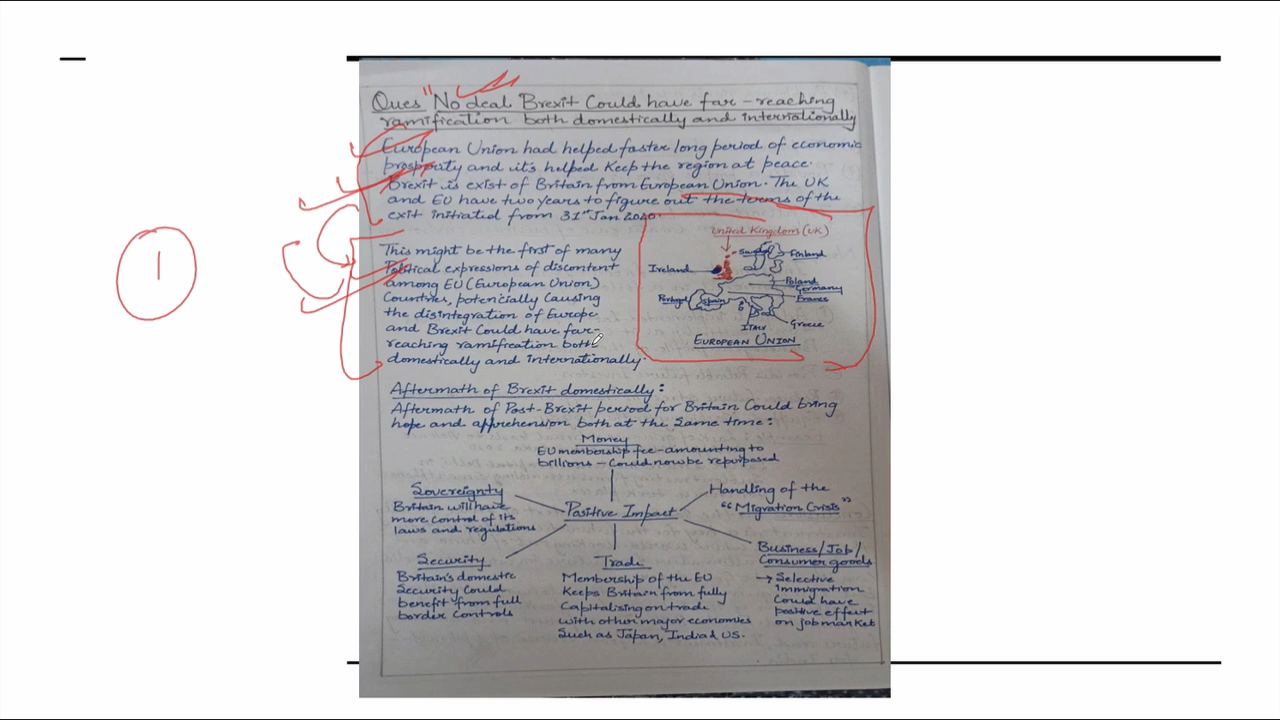 1
Ques "No deal Brexit Could have far-reaching
ramification both domestically and internationally
European Union had helped faster long period of economic
prosperity and its helped Keep the region at peace.
Brexit is exist of Britain from European Union. The UK
and EU have two years to figure out the terms of the
exit initiated from 31st Jan 2020.
This might be the first of many
Political expressions of discontent
among EU (European Union)
Countries, potencially causing
the disintegration of Europe
and Brexit Could have far-
reaching ramification both
domestically and internationally.
United Kingdoms (UK)
Ireland
Finland
Poland
Germany
France
Portugl
Spain
Italy
Greece
EUROPEAN UNION
Aftermath of Brexit domestically:
Aftermath of Post-Brexit period for Britain Could bring
hope and apprhension both at the Same time:
Money
EU membership fee-amounting to
brillions - Could now be repurposed
Positive Impact
Sovereignty
Britain will have
more Control of its
laws and regulations
Handling of the
"Migration Crisis"
Security
Britain's domestic
Security Could
benefit from full
border Controls
Trade
Membership of the EU
Keeps Britain from fully
Capitalising on trade
with other major economies
Such as Japan, India & US.
Business/Job/
Consumer goods
→ Selective
immigration
Could have
positive effect
on job market